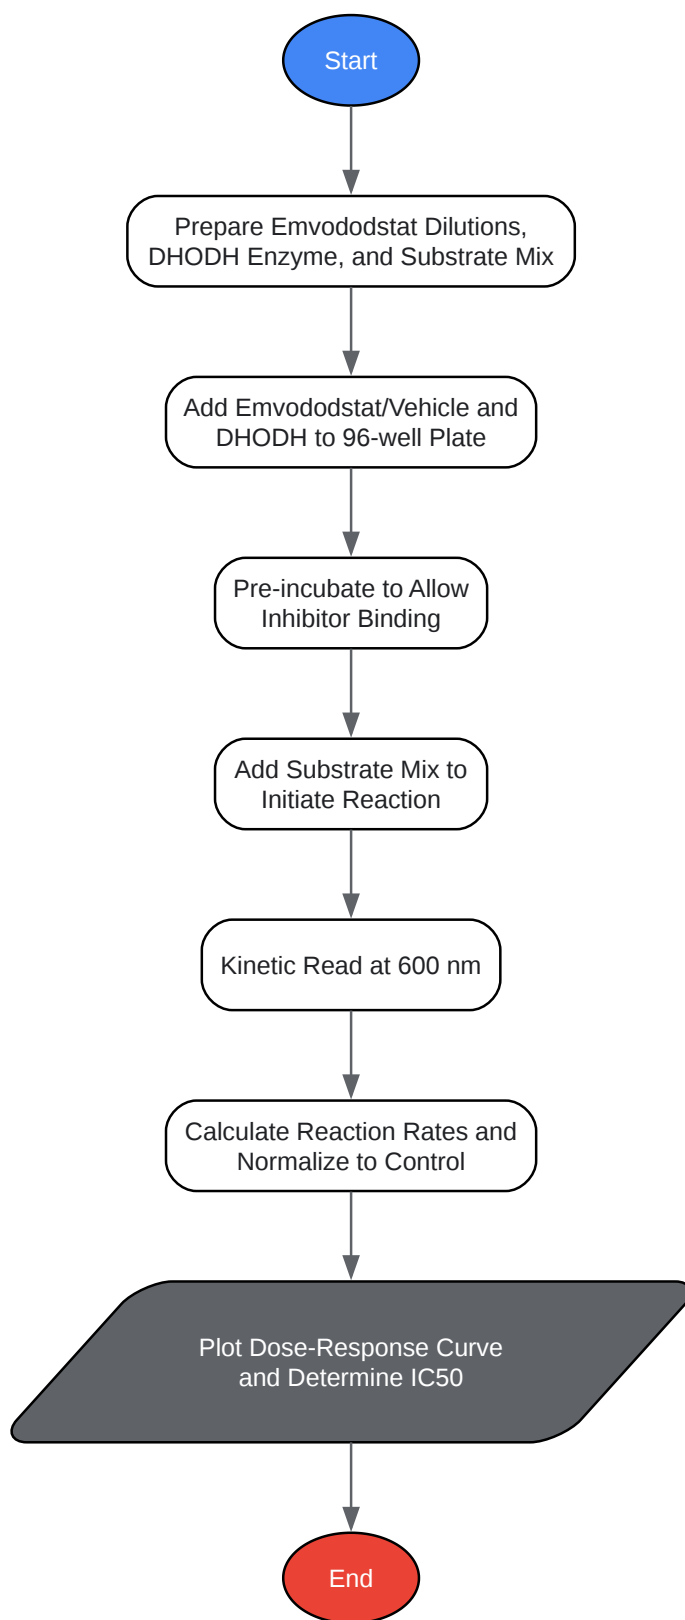 Start
Prepare Emvododstat Dilutions,
DHODH Enzyme, and Substrate Mix
Add Emvododstat/Vehicle and
DHODH to 96-well Plate
Pre-incubate to Allow
Inhibitor Binding
Add Substrate Mix to
Initiate Reaction
Kinetic Read at 600 nm
Calculate Reaction Rates and
Normalize to Control
Plot Dose-Response Curve
and Determine IC50
End